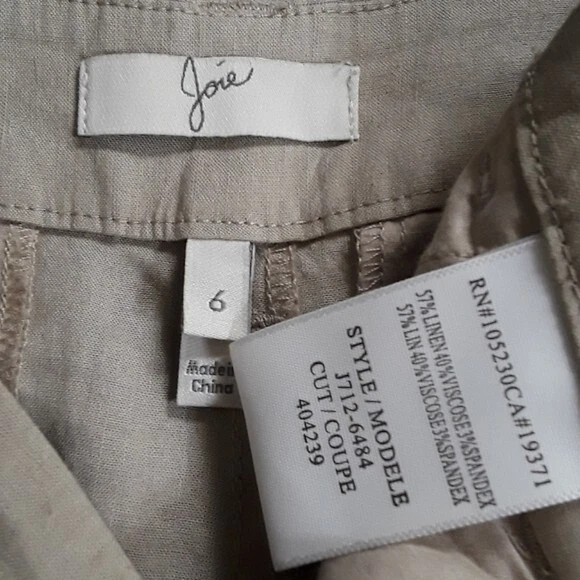 Joie
6
Made in
China
RN#105230CA#19371
57%LINEN40%VISCOSE3%SPANDEX
57%LIN40%VISCOSE3%SPANDEX
STYLE/MODELE
J712-6484
CUT/COUPE
404239